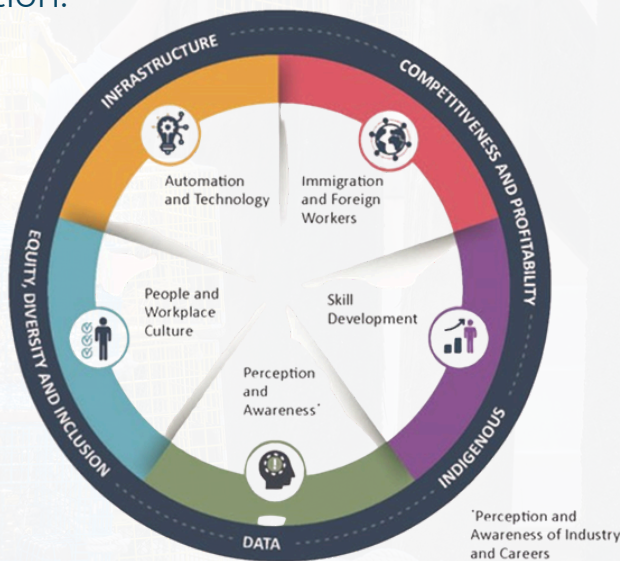 INFRASTRUCTURE
COMPETITIVENESS AND PROFITABILITY
Automation
and Technology
Immigration
and Foreign
Workers
EQUITY, DIVERSITY AND INCLUSION
People and
Workplace
Culture
Skill
Development
Perception
and
Awareness*
INDIGENOUS
DATA
*Perception and
Awareness of Industry
and Careers